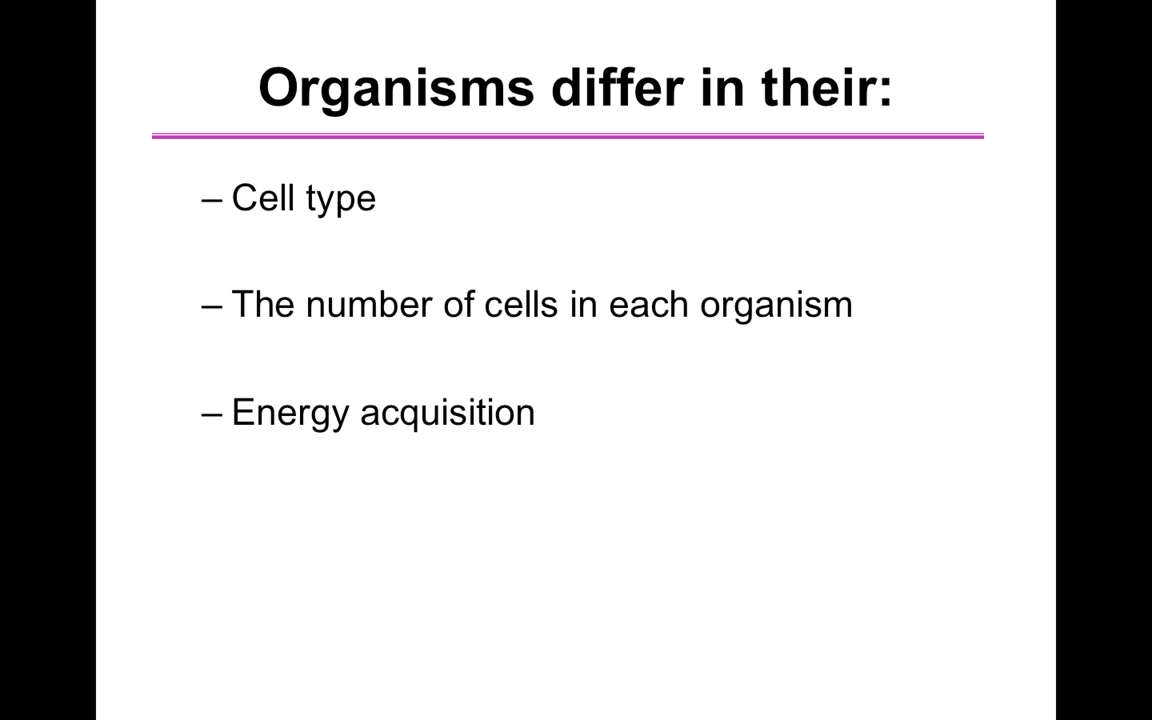 Organisms differ in their:
– Cell type
– The number of cells in each organism
– Energy acquisition